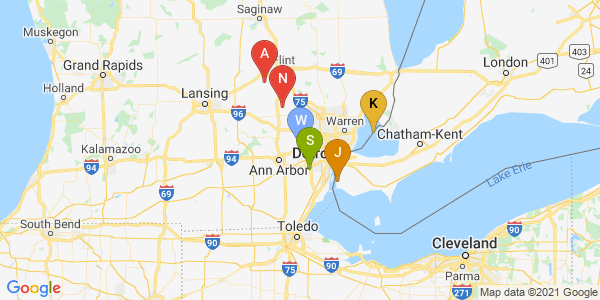 Saginaw
Muskegon
Flint
Grand Rapids
69
London
401
403
24
Holland
Lansing
96
75
Warren
Chatham-Kent
A
N
K
W
S
J
Kalamazoo
94
Ann Arbor
94
Lake Erie
South Bend
80
69
Toledo
90
90
75
Cleveland
Parma
271
Google
Map data ©2021 Google